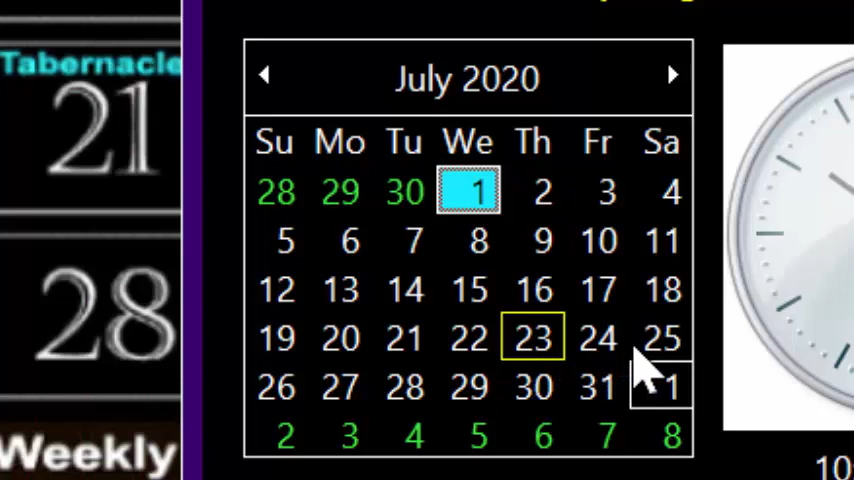 Tabernacle
21
28
Weekly
July 2020
Su Mo Tu We Th Fr Sa
28 29 30 1 2 3 4
5 6 7 8 9 10 11
12 13 14 15 16 17 18
19 20 21 22 23 24 25
26 27 28 29 30 31 1
2 3 4 5 6 7 8
10